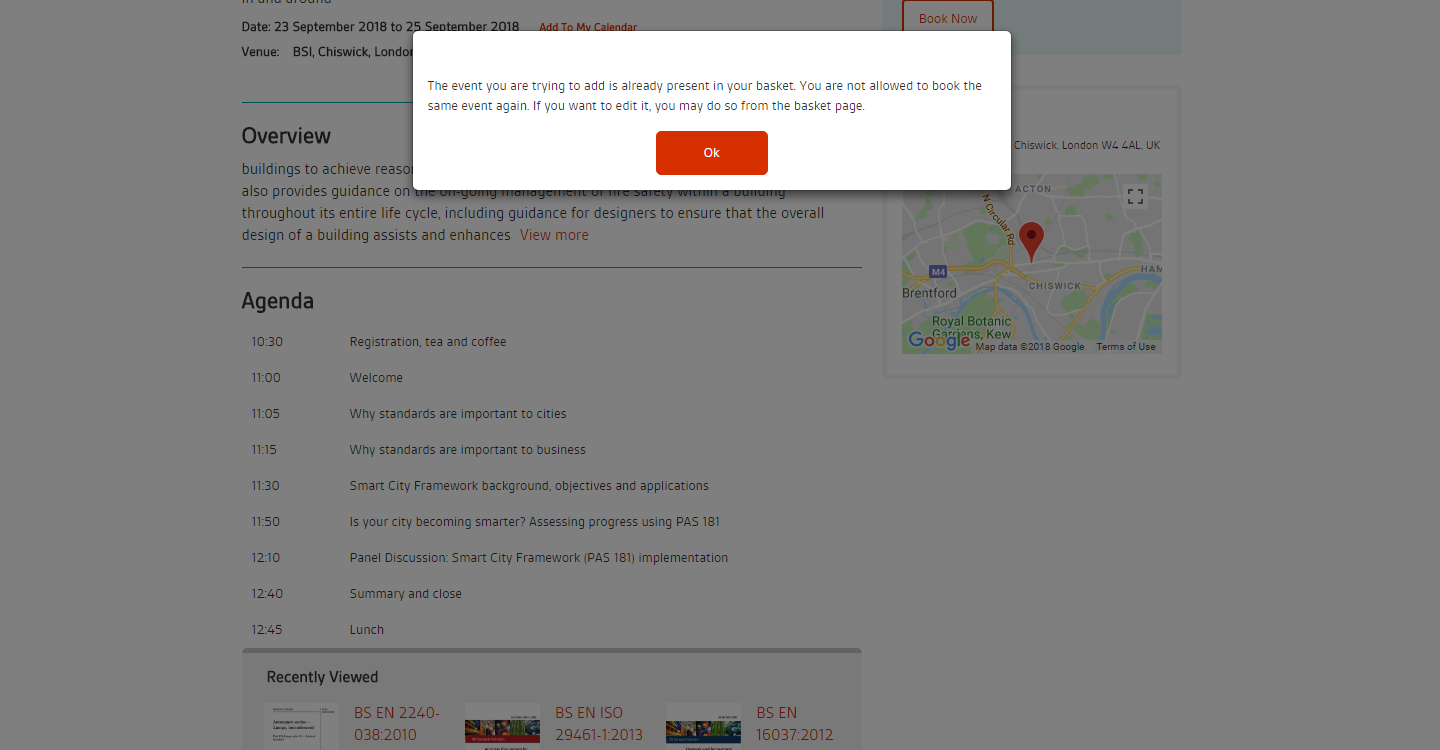 Date: 23 September 2018 to 25 September 2018 Add To My Calendar
Venue: BSI, Chiswick, London
Book Now
The event you are trying to add is already present in your basket. You are not allowed to book the
same event again. If you want to edit it, you may do so from the basket page.
Ok
Overview
buildings to achieve
also provides guidance on the on-going management of fire safety within a building
throughout its entire life cycle, including guidance for designers to ensure that the overall
design of a building assists and enhances View more
Agenda
10:30 Registration, tea and coffee
11:00 Welcome
11:05 Why standards are important to cities
11:15 Why standards are important to business
11:30 Smart City Framework background, objectives and applications
11:50 Is your city becoming smarter? Assessing progress using PAS 181
12:10 Panel Discussion: Smart City Framework (PAS 181) implementation
12:40 Summary and close
12:45 Lunch
Chiswick, London W4 4AL, UK
ACTON
N Circular Rd
M4
HAM
CHISWICK
Brentford
Royal Botanic
Gardens, Kew
Google
Map data ©2018 Google Terms of Use
Recently Viewed
BS EN 2240-
038:2010
BS EN ISO
29461-1:2013
BS EN
16037:2012